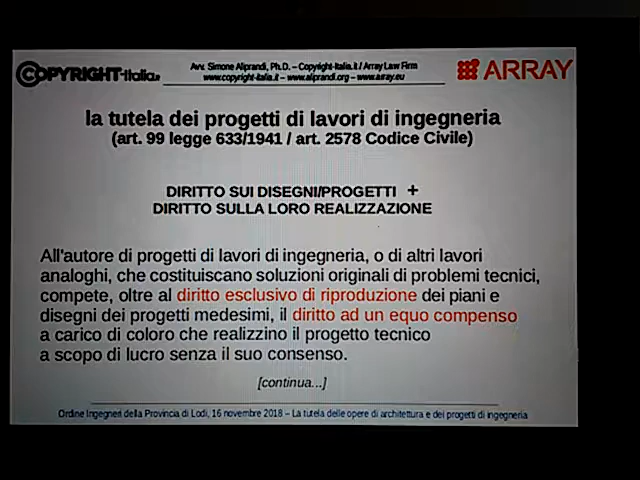 COPYRIGHT-Italia.it
Avv. Simone Aliprandi, Ph.D. – Copyright-Italia.it / Array Law Firm
www.copyright-italia.it – www.aliprandi.org – www.array.eu
ARRAY
la tutela dei progetti di lavori di ingegneria
(art. 99 legge 633/1941 / art. 2578 Codice Civile)
DIRITTO SUI DISEGNI/PROGETTI +
DIRITTO SULLA LORO REALIZZAZIONE
All'autore di progetti di lavori di ingegneria, o di altri lavori
analoghi, che costituiscano soluzioni originali di problemi tecnici,
compete, oltre al diritto esclusivo di riproduzione dei piani e
disegni dei progetti medesimi, il diritto ad un equo compenso
a carico di coloro che realizzino il progetto tecnico
a scopo di lucro senza il suo consenso.
[continua...]
Ordine Ingegneri della Provincia di Lodi, 16 novembre 2018 – La tutela delle opere di architettura e dei progetti di ingegneria